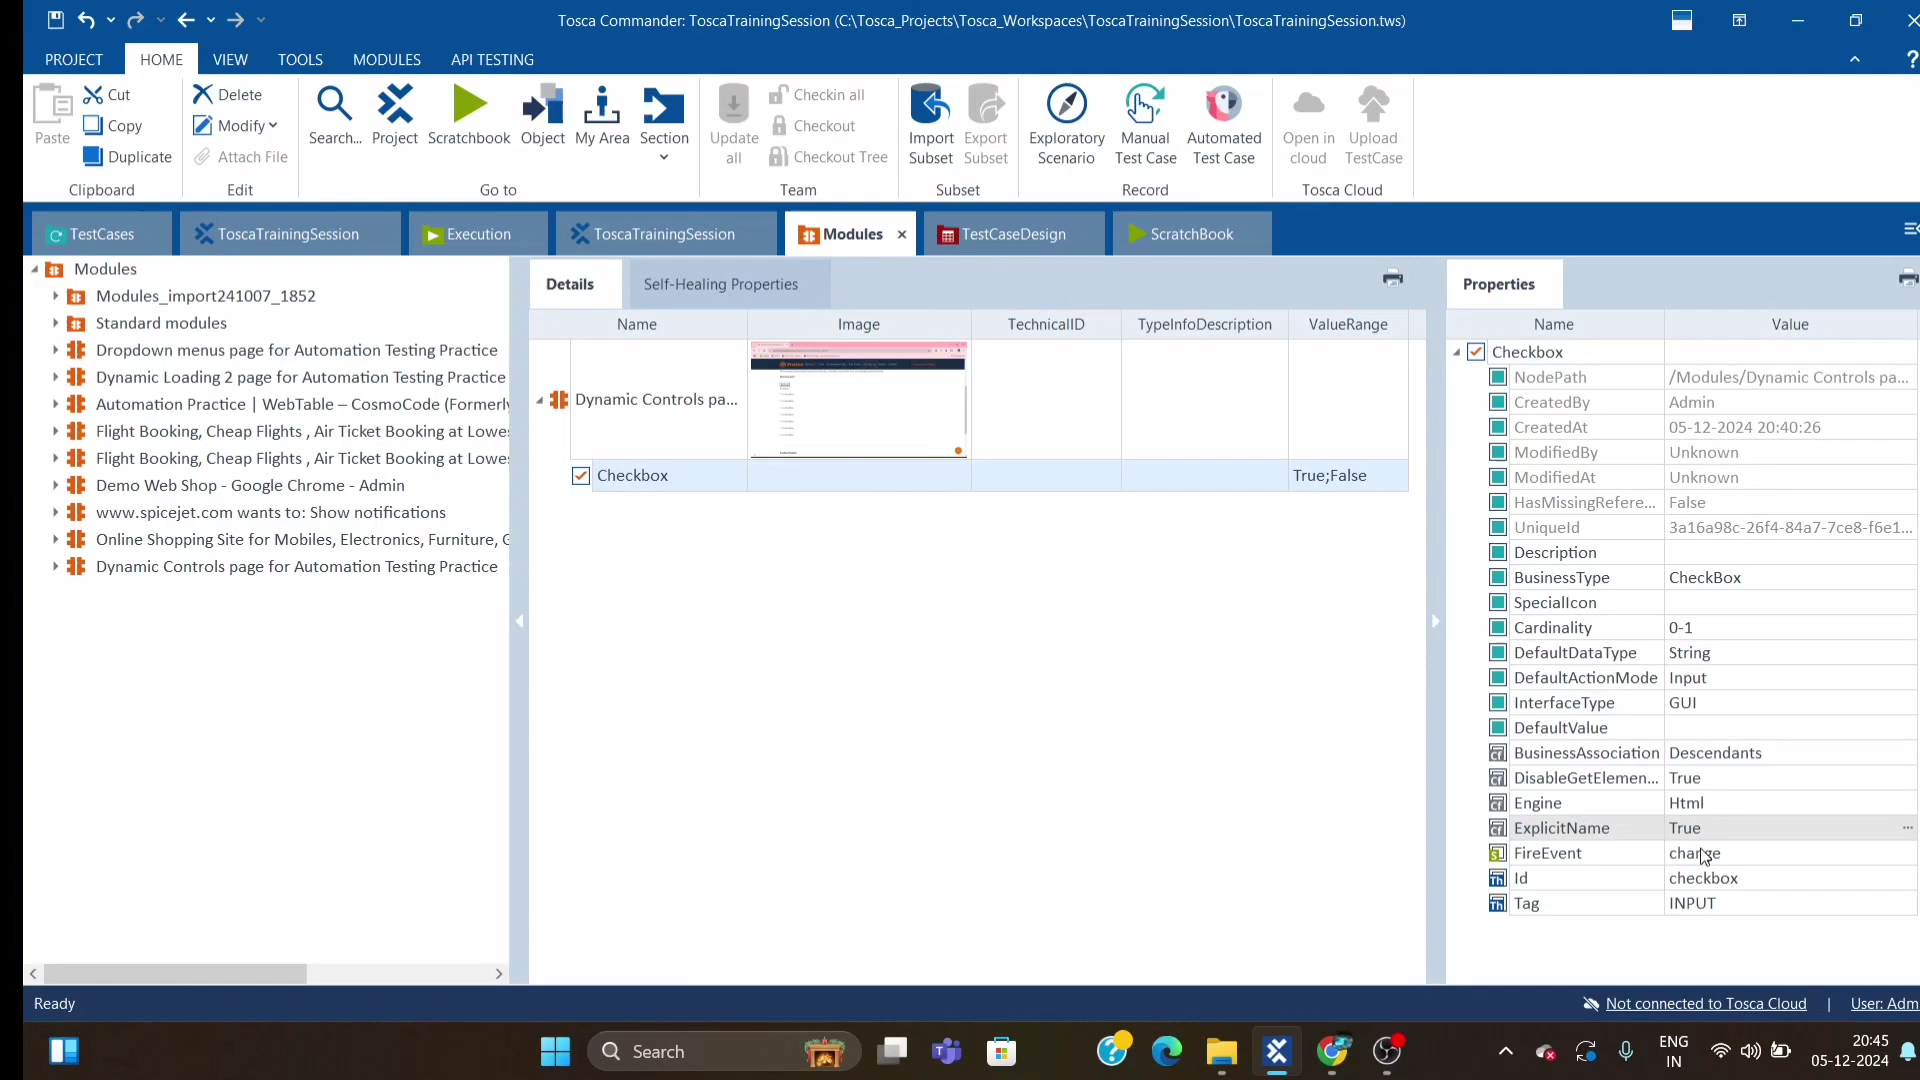 Tosca Commander: ToscaTrainingSession (C:\Tosca_Projects\Tosca_Workspaces\ToscaTrainingSession\ToscaTrainingSession.tws)
PROJECT HOME VIEW TOOLS MODULES API TESTING
Paste
Cut
Copy
Duplicate
Clipboard
Delete
Modify
Attach File
Edit
Search...
Project
Scratchbook
Object
My Area
Section
Go to
Update all
Checkin all
Checkout
Checkout Tree
Team
Import Subset
Export Subset
Subset
Exploratory Scenario
Manual Test Case
Automated Test Case
Record
Open in cloud
Upload TestCase
Tosca Cloud
TestCases ToscaTrainingSession Execution ToscaTrainingSession Modules TestCaseDesign ScratchBook
Modules
Modules_import241007_1852
Standard modules
Dropdown menus page for Automation Testing Practice
Dynamic Loading 2 page for Automation Testing Practice
Automation Practice | WebTable – CosmoCode (Formerly
Flight Booking, Cheap Flights , Air Ticket Booking at Lowe
Flight Booking, Cheap Flights , Air Ticket Booking at Lowe
Demo Web Shop - Google Chrome - Admin
www.spicejet.com wants to: Show notifications
Online Shopping Site for Mobiles, Electronics, Furniture, G
Dynamic Controls page for Automation Testing Practice
Details Self-Healing Properties
Name Image TechnicalID TypeInfoDescription ValueRange
Dynamic Controls pa...
Checkbox True;False
Properties
Name Value
Checkbox
NodePath /Modules/Dynamic Controls pa...
CreatedBy Admin
CreatedAt 05-12-2024 20:40:26
ModifiedBy Unknown
ModifiedAt Unknown
HasMissingRefere... False
UniqueId 3a16a98c-26f4-84a7-7ce8-f6e1...
Description
BusinessType CheckBox
SpecialIcon
Cardinality 0-1
DefaultDataType String
DefaultActionMode Input
InterfaceType GUI
DefaultValue
BusinessAssociation Descendants
DisableGetElemen... True
Engine Html
ExplicitName True ...
FireEvent change
Id checkbox
Tag INPUT
Ready
Not connected to Tosca Cloud | User: Adm
Search
ENG
IN
20:45
05-12-2024